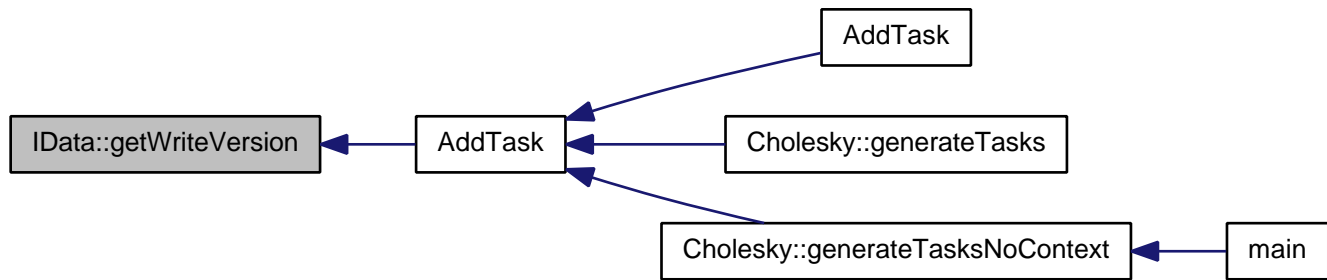 AddTask
IData::getWriteVersion
AddTask
Cholesky::generateTasks
Cholesky::generateTasksNoContext
main